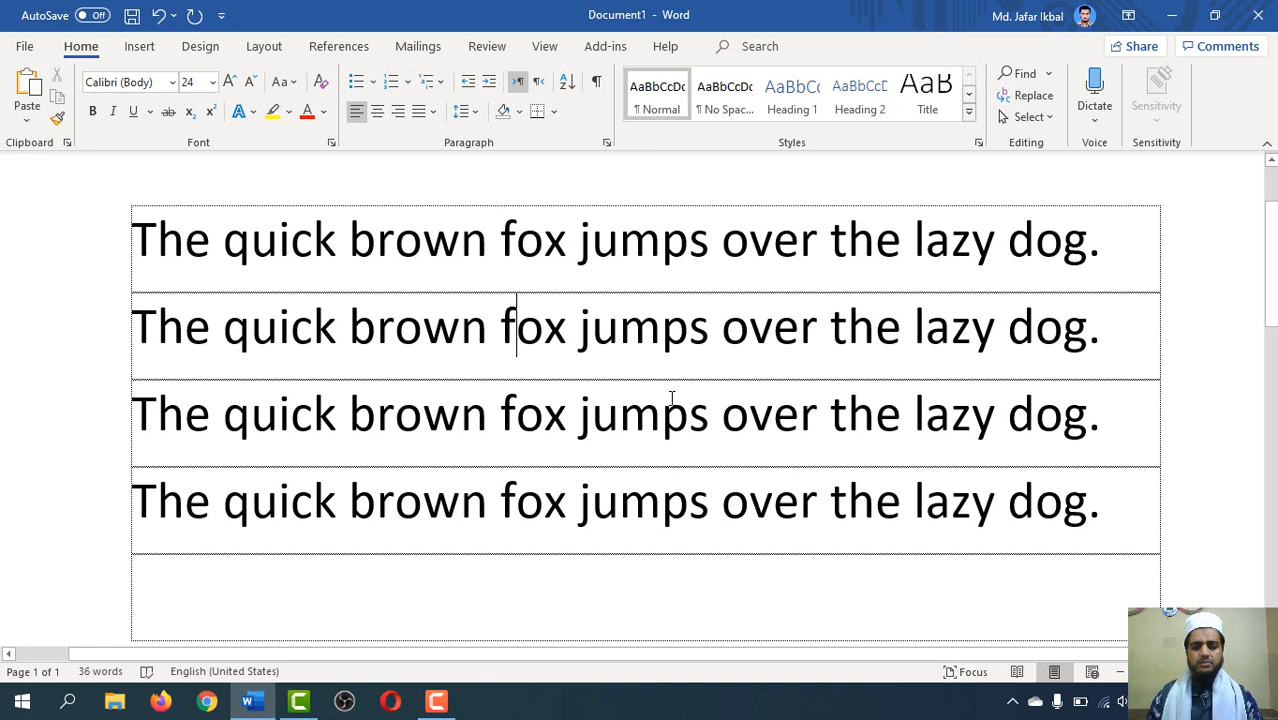 AutoSave Off Document1 - Word Md. Jafar Ikbal
File Home Insert Design Layout References Mailings Review View Add-ins Help Search Share Comments
Paste Calibri (Body) 24 AaBbCcDc AaBbCcDc AaBbCc AaBbCcD AaB Find Replace Select Dictate Sensitivity
¶ Normal ¶ No Spac... Heading 1 Heading 2 Title
Clipboard Font Paragraph Styles Editing Voice Sensitivity
The quick brown fox jumps over the lazy dog.
The quick brown fox jumps over the lazy dog.
The quick brown fox jumps over the lazy dog.
The quick brown fox jumps over the lazy dog.
Page 1 of 1 36 words English (United States) Focus